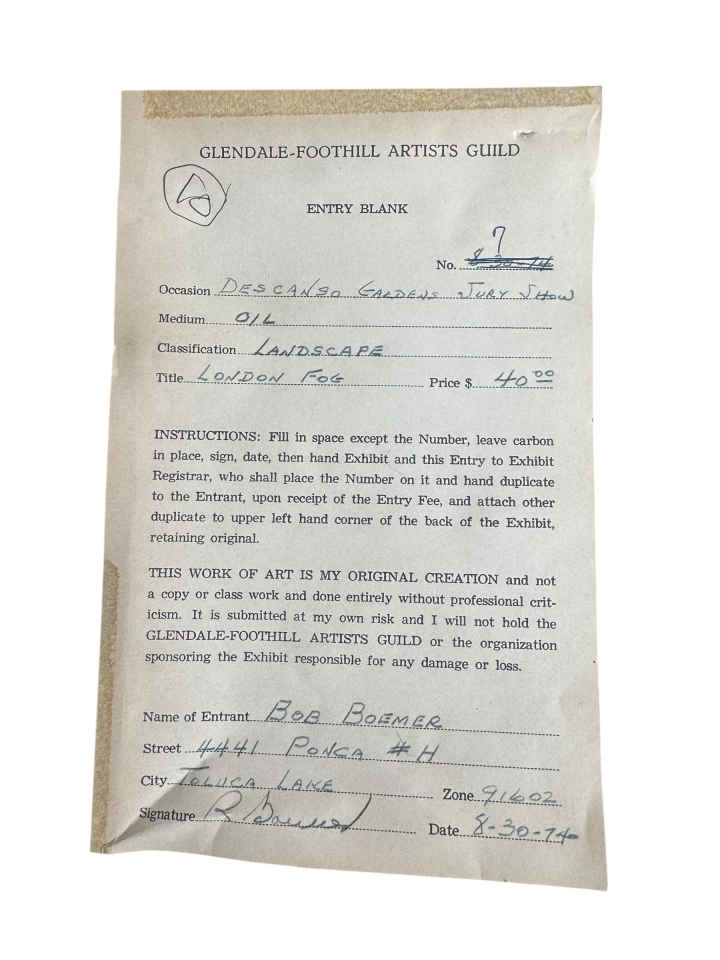 GLENDALE-FOOTHILL ARTISTS GUILD
ENTRY BLANK
7
No. 8-30-74
Occasion DESCANSO GALDENS JURY SHOW
Medium OIL
Classification LANDSCAPE
Title LONDON FOG Price $ 40 00
INSTRUCTIONS: Fill in space except the Number, leave carbon
in place, sign, date, then hand Exhibit and this Entry to Exhibit
Registrar, who shall place the Number on it and hand duplicate
to the Entrant, upon receipt of the Entry Fee, and attach other
duplicate to upper left hand corner of the back of the Exhibit,
retaining original.
THIS WORK OF ART IS MY ORIGINAL CREATION and not
a copy or class work and done entirely without professional crit-
icism. It is submitted at my own risk and I will not hold the
GLENDALE-FOOTHILL ARTISTS GUILD or the organization
sponsoring the Exhibit responsible for any damage or loss.
Name of Entrant BOB BOEMER
Street 4441 PONCA # H
City TOLUCA LAKE Zone 91602
Signature R Boemer Date 8-30-74